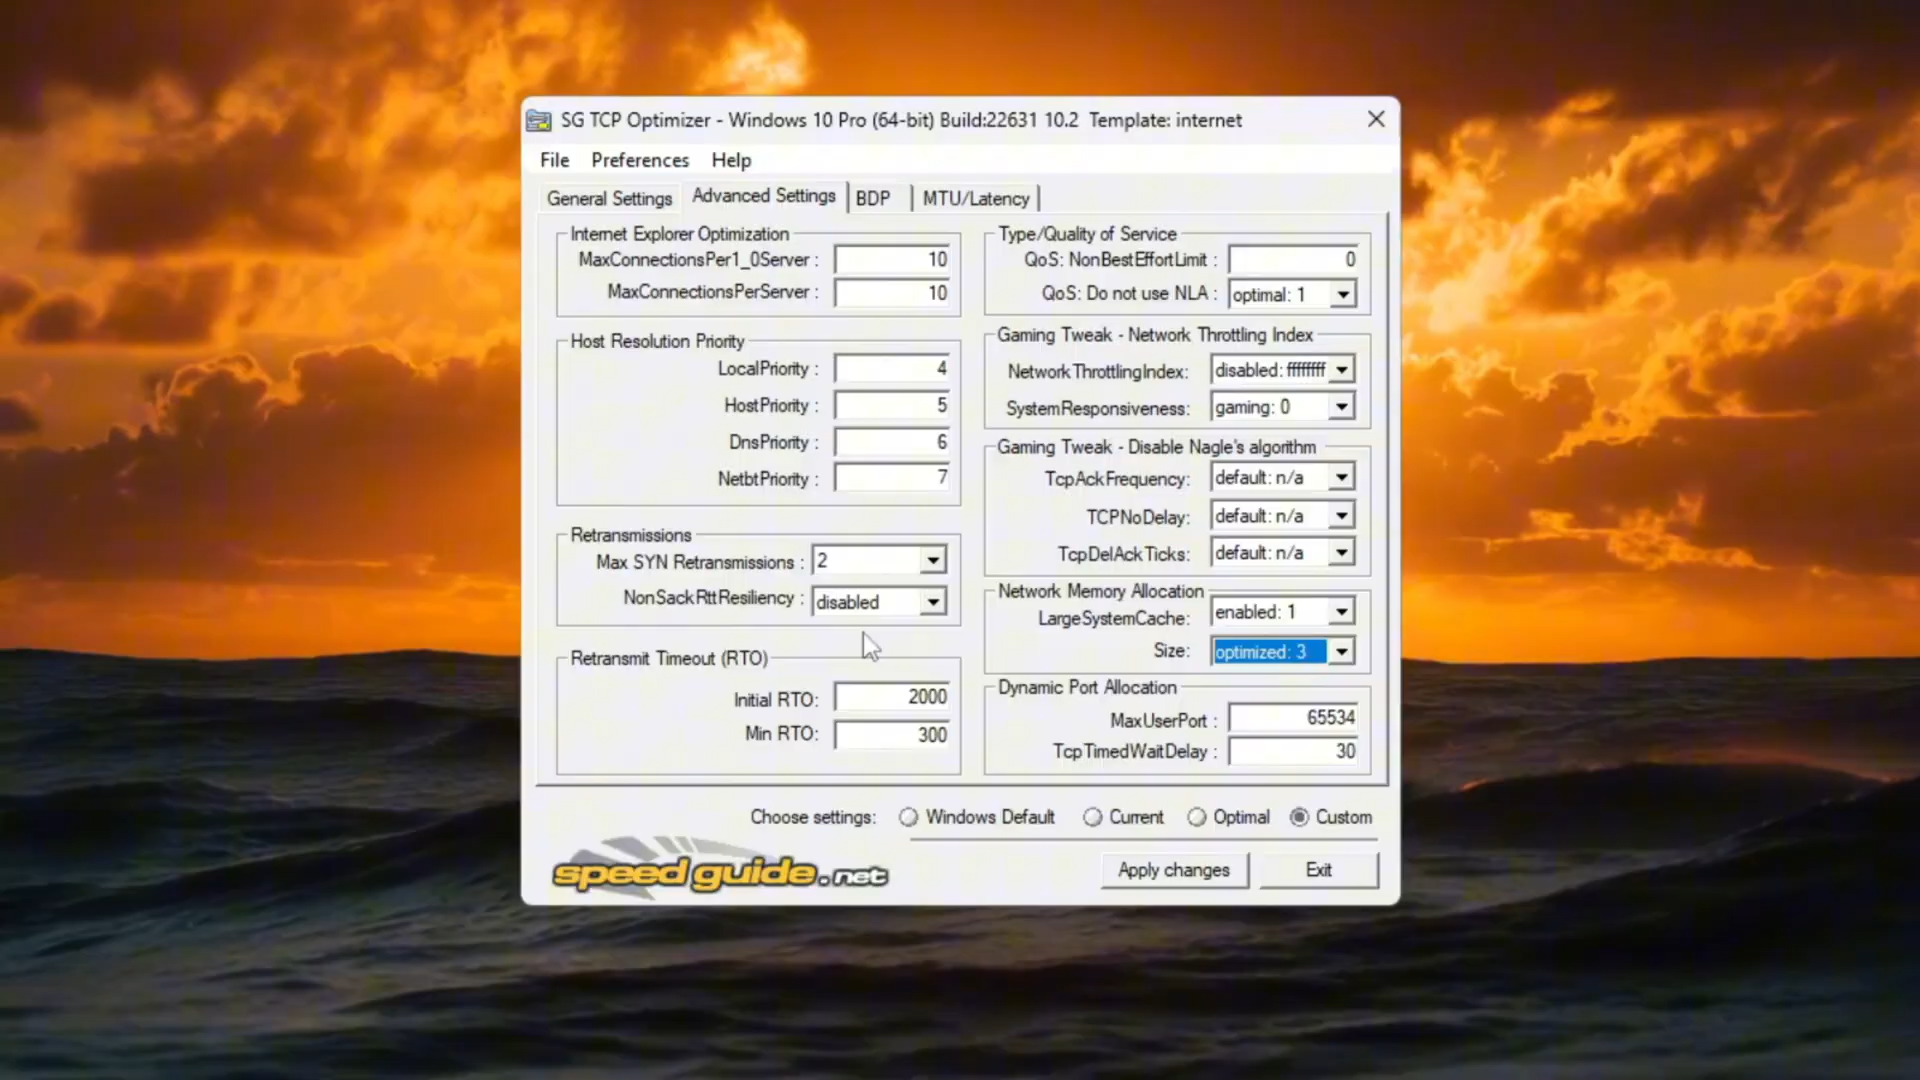 SG TCP Optimizer - Windows 10 Pro (64-bit) Build:22631 10.2 Template: internet
File Preferences Help
General Settings Advanced Settings BDP MTU/Latency
Internet Explorer Optimization
MaxConnectionsPer1_0Server : 10
MaxConnectionsPerServer : 10
Host Resolution Priority
LocalPriority : 4
HostPriority : 5
DnsPriority : 6
NetbtPriority : 7
Retransmissions
Max SYN Retransmissions : 2
NonSackRttResiliency : disabled
Retransmit Timeout (RTO)
Initial RTO: 2000
Min RTO: 300
Type/Quality of Service
QoS: NonBestEffortLimit : 0
QoS: Do not use NLA : optimal: 1
Gaming Tweak - Network Throttling Index
NetworkThrottlingIndex: disabled: ffffffff
SystemResponsiveness: gaming: 0
Gaming Tweak - Disable Nagle's algorithm
TcpAckFrequency: default: n/a
TCPNoDelay: default: n/a
TcpDelAckTicks: default: n/a
Network Memory Allocation
LargeSystemCache: enabled: 1
Size: optimized: 3
Dynamic Port Allocation
MaxUserPort : 65534
TcpTimedWaitDelay : 30
Choose settings: Windows Default Current Optimal Custom
speed guide.net
Apply changes Exit